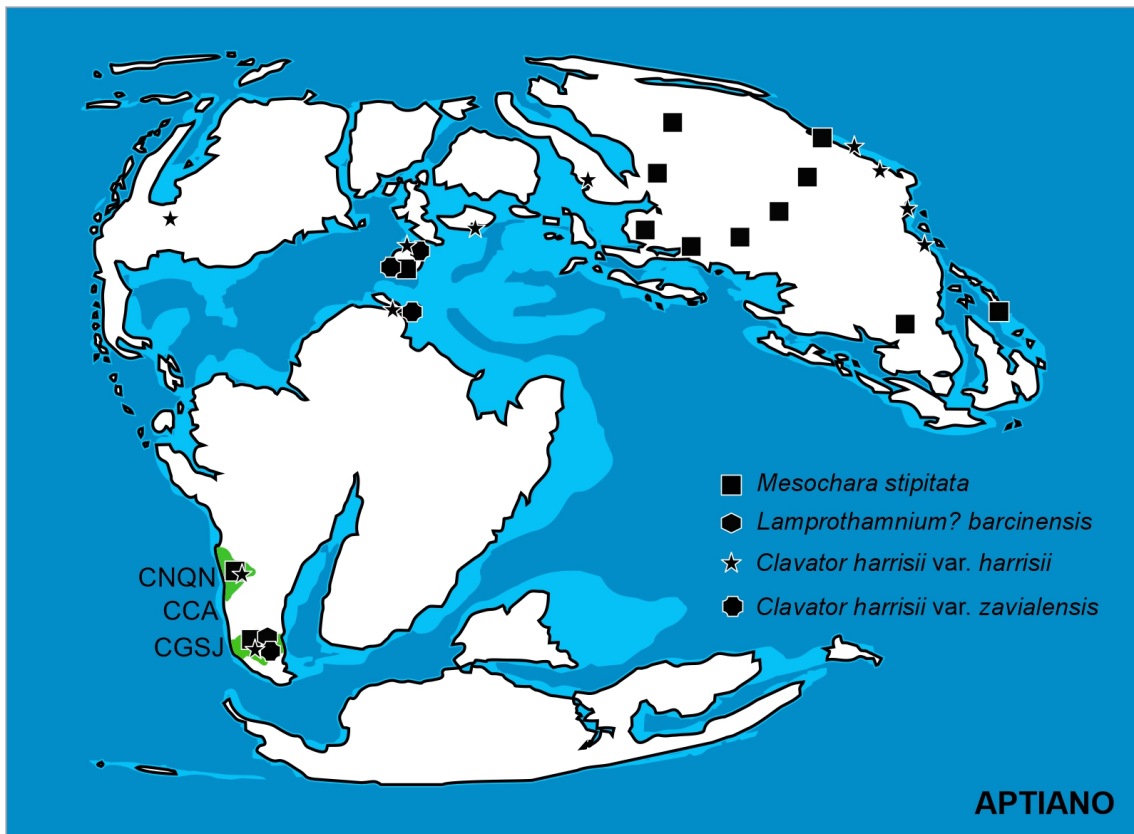 Mesochara stipitata
Lamprothamnium? barcinensis
Clavator harrisii var. harrisii
Clavator harrisii var. zavialensis
CNQN
CCA
CGSJ
APTIANO